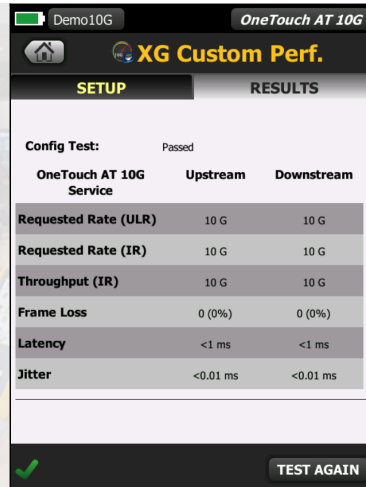 Demo10G OneTouch AT 10G
XG Custom Perf.
SETUP RESULTS
Config Test: Passed
OneTouch AT 10G Upstream Downstream
Service
Requested Rate (ULR) 10 G 10 G
Requested Rate (IR) 10 G 10 G
Throughput (IR) 10 G 10 G
Frame Loss 0 (0%) 0 (0%)
Latency <1 ms <1 ms
Jitter <0.01 ms <0.01 ms
TEST AGAIN